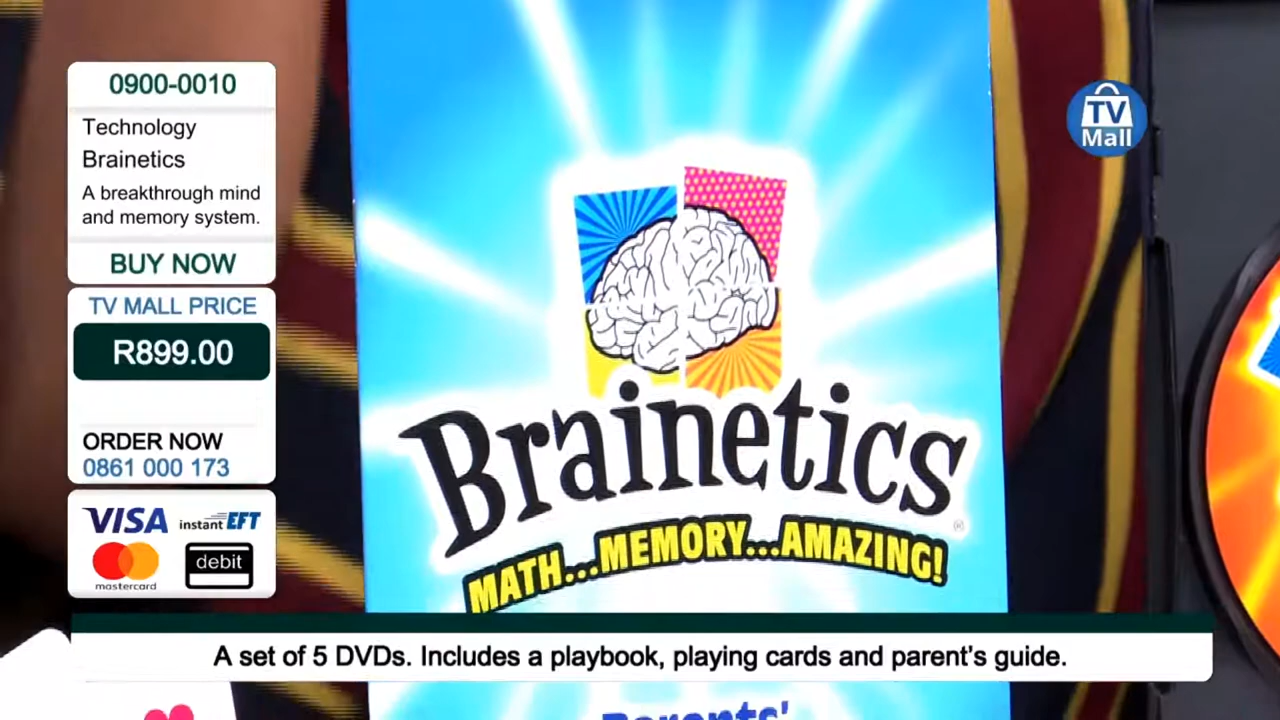 0900-0010
Technology
Brainetics
A breakthrough mind
and memory system.
BUY NOW
TV MALL PRICE
R899.00
ORDER NOW
0861 000 173
VISA
instant EFT
mastercard
debit
TV
Mall
Brainetics®
MATH...MEMORY...AMAZING!
A set of 5 DVDs. Includes a playbook, playing cards and parent's guide.
Parents'